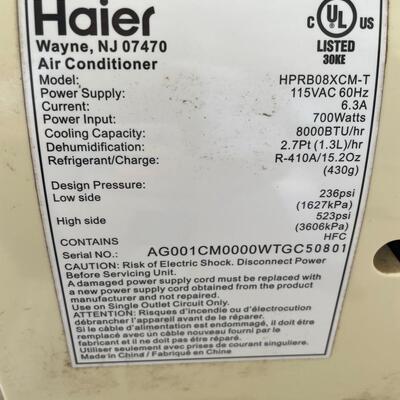 Haier
Wayne, NJ 07470
Air Conditioner
C UL US
LISTED
30KE
Model: HPRB08XCM-T
Power Supply: 115VAC 60Hz
Current: 6.3A
Power Input: 700Watts
Cooling Capacity: 8000BTU/hr
Dehumidification: 2.7Pt (1.3L)/hr
Refrigerant/Charge: R-410A/15.2Oz
(430g)
Design Pressure:
Low side 236psi
(1627kPa)
High side 523psi
(3606kPa)
CONTAINS HFC
Serial NO.: AG001CM0000WTGC50801
CAUTION: Risk of Electric Shock. Disconnect Power
Before Servicing Unit.
A damaged power supply cord must be replaced with
a new power supply cord obtained from the product
manufacturer and not repaired.
Use on Single Outlet Circuit Only.
ATTENTION: Risques d'incendie ou d'électrocution
débrancher l'appareil avant de le réparer.
Si le câble d'alimentation est endommagé, il doit être
remplacé avec un cable neuf fourni par le
fabricant et il ne doit pas être réparé.
Utiliser seulement avec prises de courant singuliere.
Made in China / Fabriqué en Chine